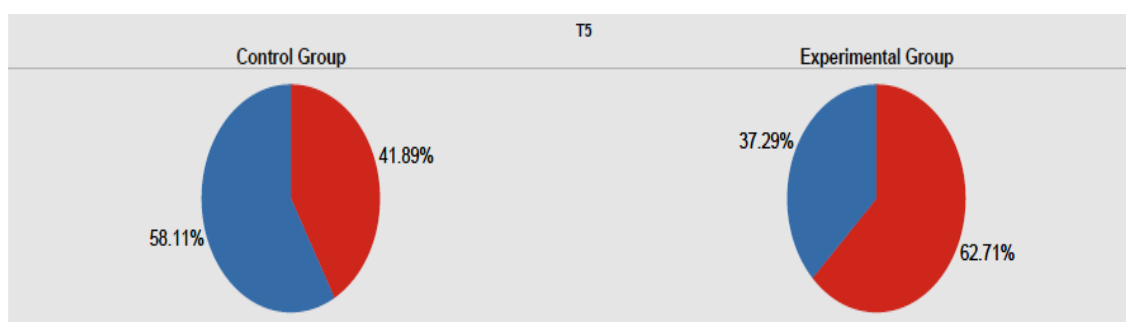 T5
Control Group
Experimental Group
41.89%
58.11%
37.29%
62.71%